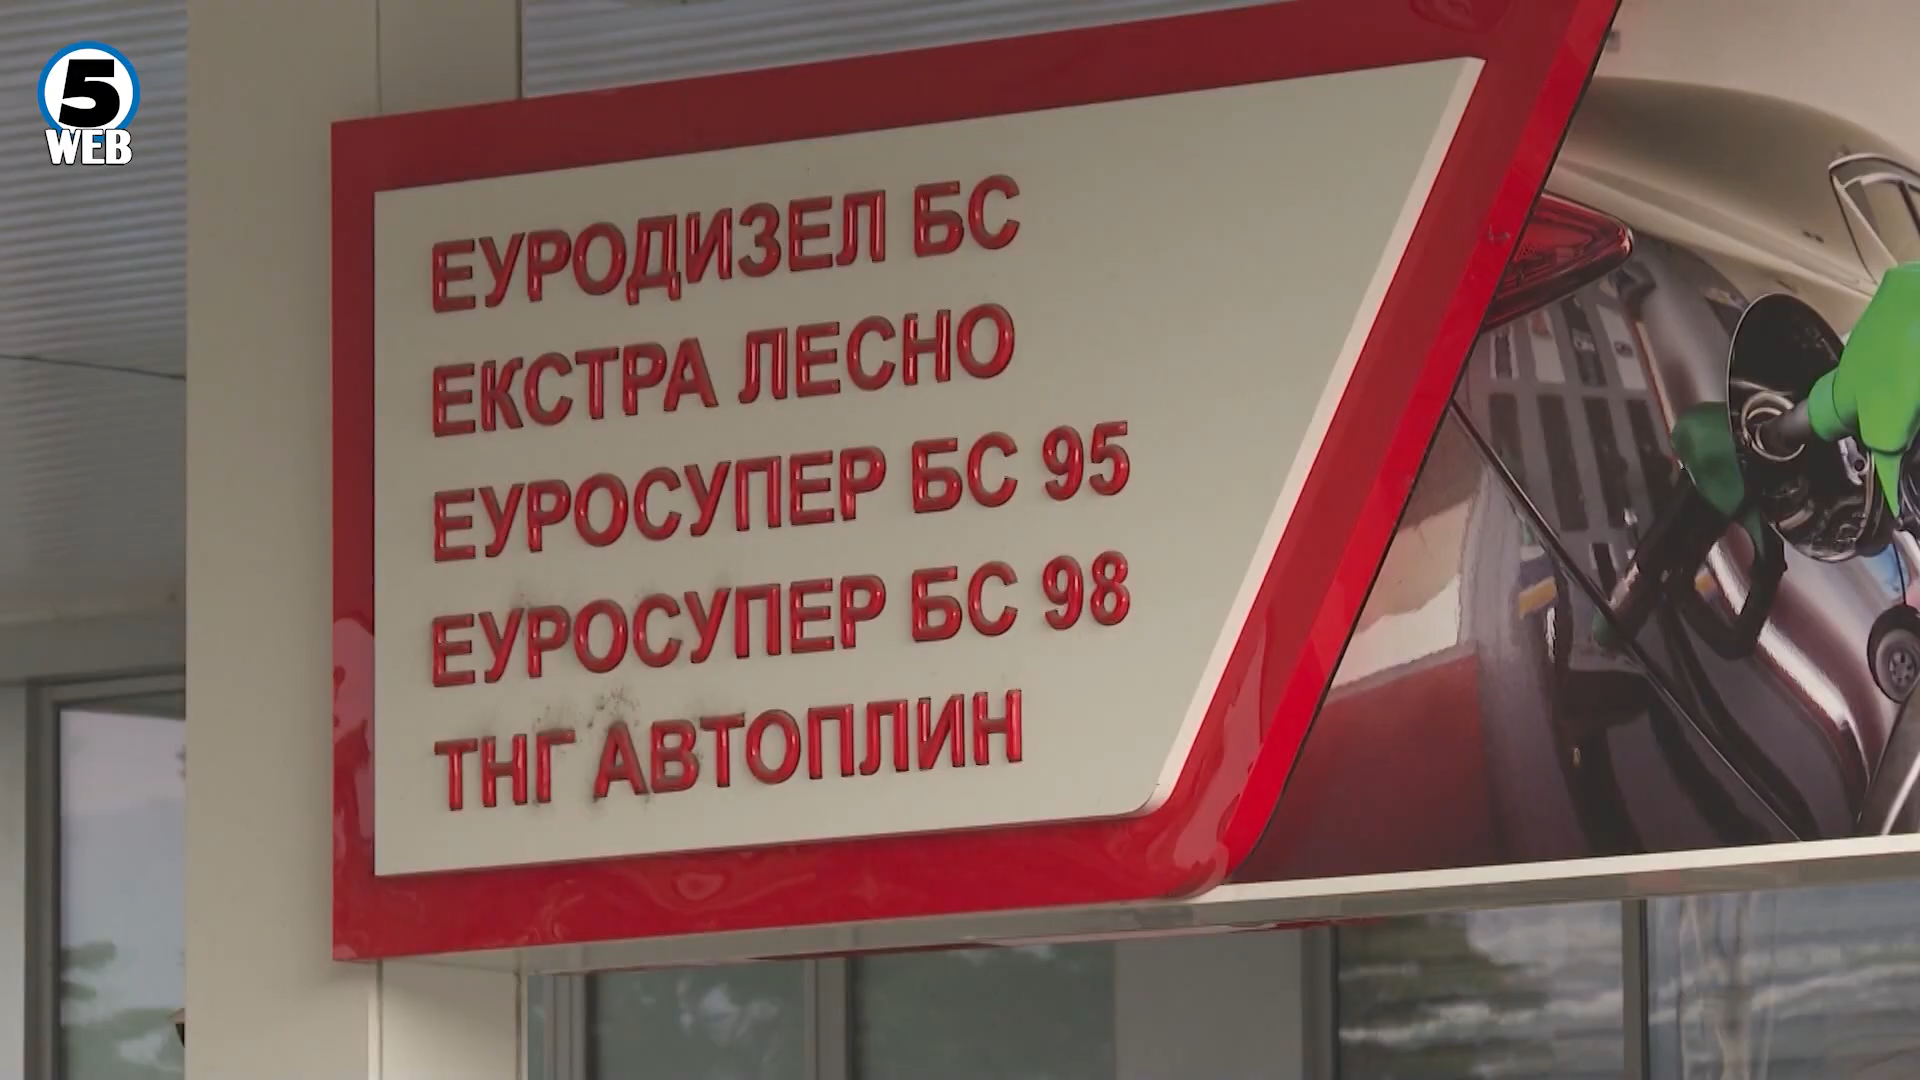 5
WEB
ЕУРОДИЗЕЛ БС
ЕКСТРА ЛЕСНО
ЕУРОСУПЕР БС 95
ЕУРОСУПЕР БС 98
ТНГ АВТОПЛИН